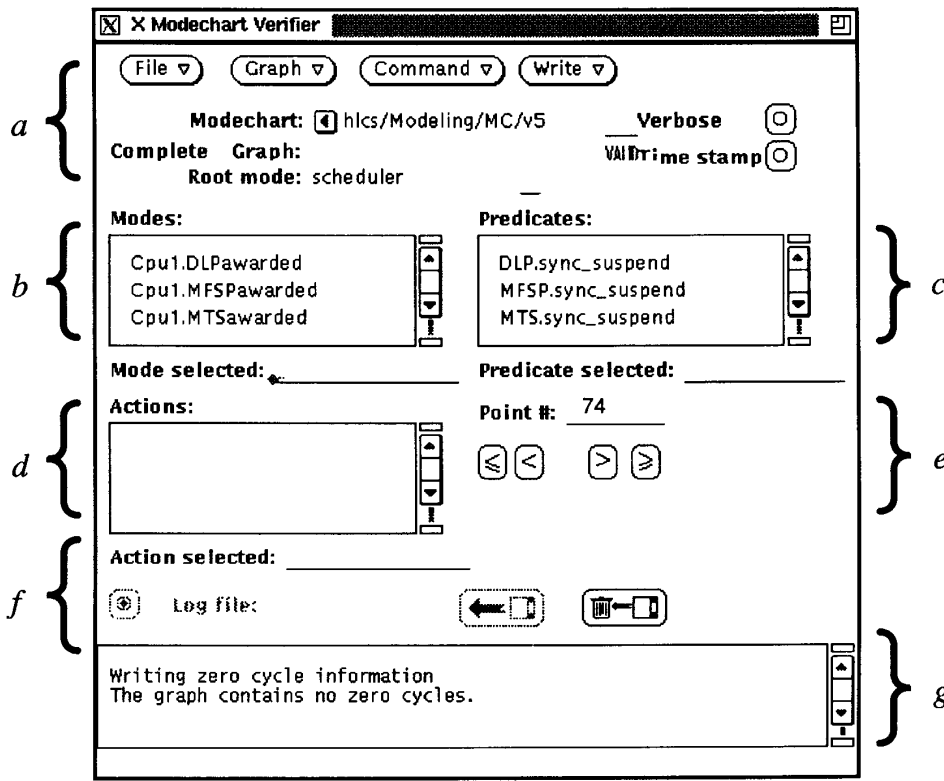 X Modechart Verifier
File Graph Command Write
a
Modechart: hlcs/Modeling/MC/v5 Verbose
Complete Graph: Time stamp
Root mode: scheduler
Modes: Predicates:
b
Cpu1.DLPawarded DLP.sync_suspend
Cpu1.MFSPawarded MFSP.sync_suspend
Cpu1.MTSawarded MTS.sync_suspend
c
Mode selected: Predicate selected:
Actions: Point #: 74
d
≤ < > ≥
e
Action selected:
f
Log file:
Writing zero cycle information
The graph contains no zero cycles.
g